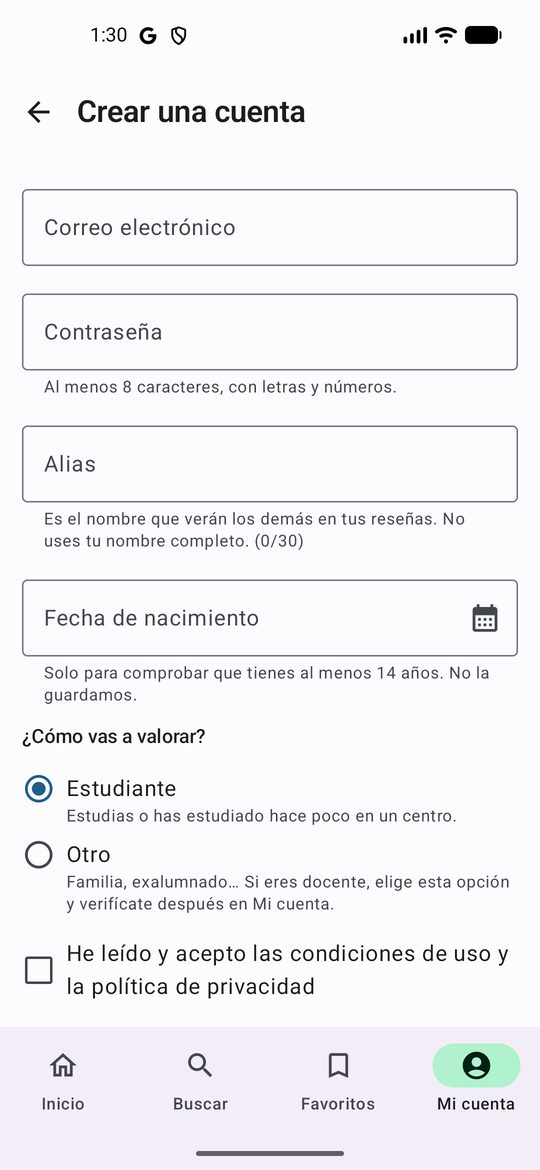 1:30
Crear una cuenta
Correo electrónico
Contraseña
Al menos 8 caracteres, con letras y números.
Alias
Es el nombre que verán los demás en tus reseñas. No
uses tu nombre completo. (0/30)
Fecha de nacimiento
Solo para comprobar que tienes al menos 14 años. No la
guardamos.
¿Cómo vas a valorar?
Estudiante
Estudias o has estudiado hace poco en un centro.
Otro
Familia, exalumnado… Si eres docente, elige esta opción
y verifícate después en Mi cuenta.
He leído y acepto las condiciones de uso y
la política de privacidad
Inicio
Buscar
Favoritos
Mi cuenta